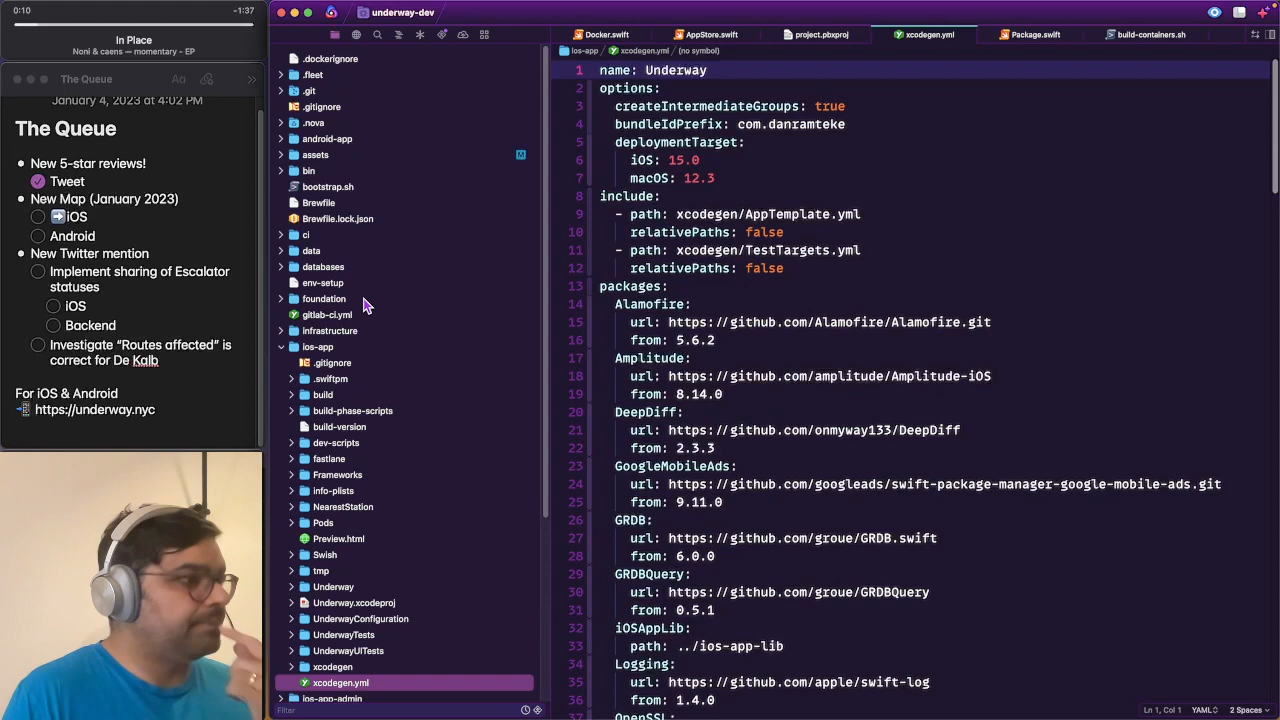 0:10
-1:37
In Place
Noni & caens — momentary - EP
The Queue
Aa
January 4, 2023 at 4:02 PM
The Queue
New 5-star reviews!
Tweet
New Map (January 2023)
iOS
Android
New Twitter mention
Implement sharing of Escalator
statuses
iOS
Backend
Investigate “Routes affected” is
correct for De Kalb
For iOS & Android
https://underway.nyc
underway-dev
.dockerignore
.fleet
.git
.gitignore
.nova
android-app
assets
M
bin
bootstrap.sh
Brewfile
Brewfile.lock.json
ci
data
databases
env-setup
foundation
gitlab-ci.yml
infrastructure
ios-app
.gitignore
.swiftpm
build
build-phase-scripts
build-version
dev-scripts
fastlane
Frameworks
info-plists
NearestStation
Pods
Preview.html
Swish
tmp
Underway
Underway.xcodeproj
UnderwayConfiguration
UnderwayTests
UnderwayUITests
xcodegen
xcodegen.yml
ios-app-admin
Filter
Docker.swift
AppStore.swift
project.pbxproj
xcodegen.yml
Package.swift
build-containers.sh
ios-app › xcodegen.yml › (no symbol)
1 name: Underway
2 options:
3 createIntermediateGroups: true
4 bundleIdPrefix: com.danramteke
5 deploymentTarget:
6 iOS: 15.0
7 macOS: 12.3
8 include:
9 - path: xcodegen/AppTemplate.yml
10 relativePaths: false
11 - path: xcodegen/TestTargets.yml
12 relativePaths: false
13 packages:
14 Alamofire:
15 url: https://github.com/Alamofire/Alamofire.git
16 from: 5.6.2
17 Amplitude:
18 url: https://github.com/amplitude/Amplitude-iOS
19 from: 8.14.0
20 DeepDiff:
21 url: https://github.com/onmyway133/DeepDiff
22 from: 2.3.3
23 GoogleMobileAds:
24 url: https://github.com/googleads/swift-package-manager-google-mobile-ads.git
25 from: 9.11.0
26 GRDB:
27 url: https://github.com/groue/GRDB.swift
28 from: 6.0.0
29 GRDBQuery:
30 url: https://github.com/groue/GRDBQuery
31 from: 0.5.1
32 iOSAppLib:
33 path: ../ios-app-lib
34 Logging:
35 url: https://github.com/apple/swift-log
36 from: 1.4.0
37 OpenSSL:
Ln 1, Col 1
YAML
2 Spaces